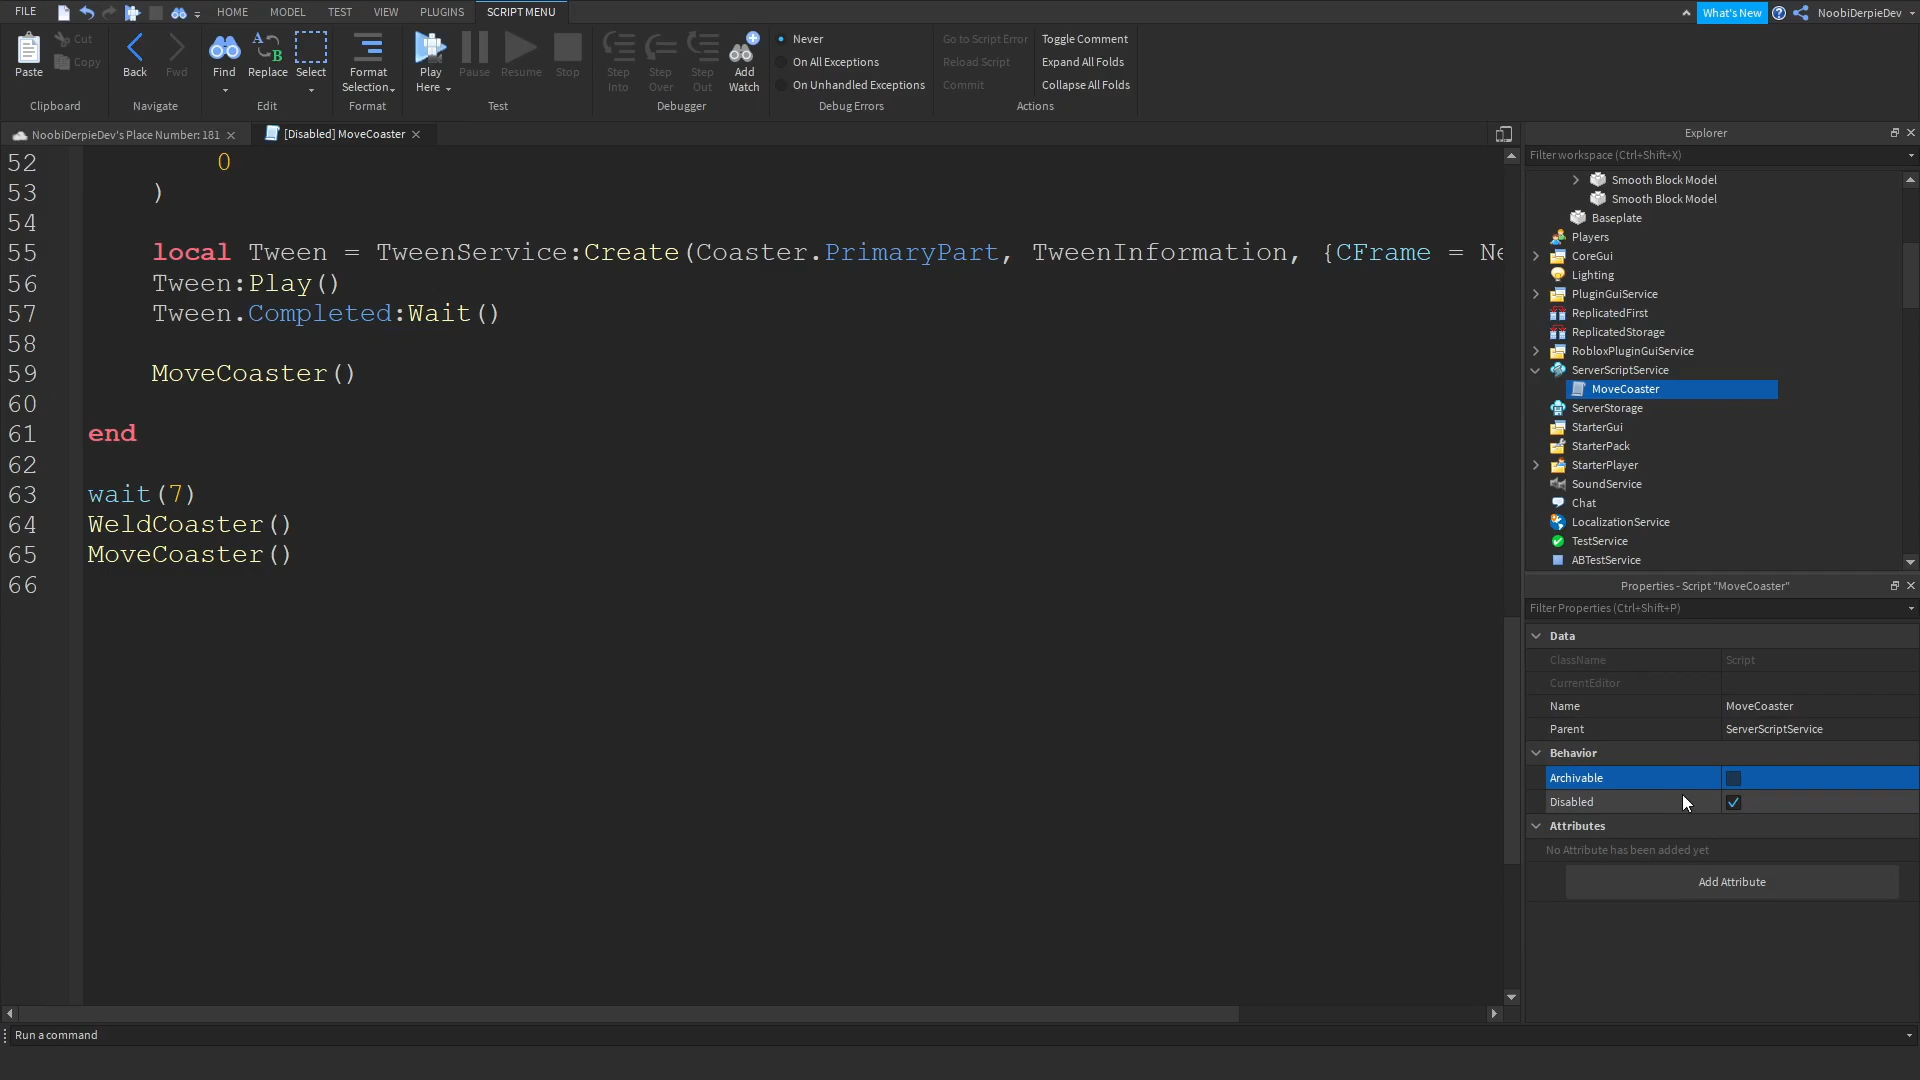 FILE HOME MODEL TEST VIEW PLUGINS SCRIPT MENU What's New ? NoobiDerpieDev
Paste Cut Copy Clipboard
Back Fwd Navigate
Find Replace Select Edit
Format Selection Format
Play Here Pause Resume Stop Test
Step Into Step Over Step Out Add Watch Debugger
Never
On All Exceptions
On Unhandled Exceptions
Debug Errors
Go to Script Error Toggle Comment
Reload Script Expand All Folds
Commit Collapse All Folds
Actions
NoobiDerpieDev's Place Number: 181 [Disabled] MoveCoaster
52 0
53 )
54
55 local Tween = TweenService:Create(Coaster.PrimaryPart, TweenInformation, {CFrame = Ne
56 Tween:Play()
57 Tween.Completed:Wait()
58
59 MoveCoaster()
60
61 end
62
63 wait(7)
64 WeldCoaster()
65 MoveCoaster()
66
Explorer
Filter workspace (Ctrl+Shift+X)
Smooth Block Model
Smooth Block Model
Baseplate
Players
CoreGui
Lighting
PluginGuiService
ReplicatedFirst
ReplicatedStorage
RobloxPluginGuiService
ServerScriptService
MoveCoaster
ServerStorage
StarterGui
StarterPack
StarterPlayer
SoundService
Chat
LocalizationService
TestService
ABTestService
Properties - Script "MoveCoaster"
Filter Properties (Ctrl+Shift+P)
Data
ClassName Script
CurrentEditor
Name MoveCoaster
Parent ServerScriptService
Behavior
Archivable
Disabled
Attributes
No Attribute has been added yet
Add Attribute
Run a command